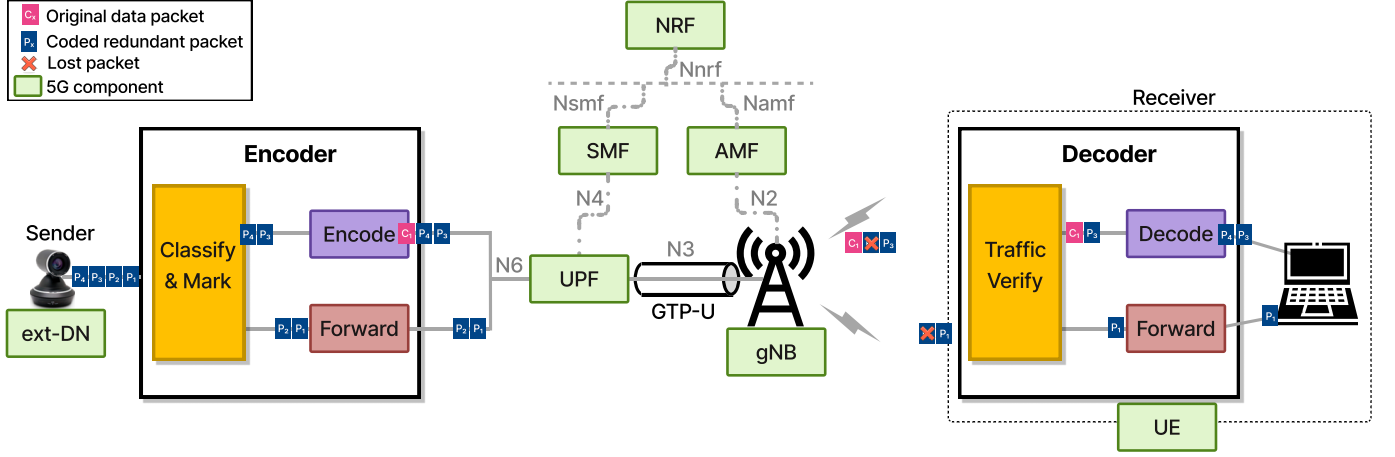 Cx Original data packet
Px Coded redundant packet
Lost packet
5G component
NRF
Nnrf
Nsmf
Namf
SMF
AMF
N4
N2
Receiver
Encoder
Decoder
Sender
Classify
& Mark
P4 P3
Encode
C1 P4 P3
P4 P3 P2 P1
N6
UPF
N3
GTP-U
C1 P3
Traffic
Verify
C1 P3
Decode
P4 P3
P2 P1
Forward
P2 P1
ext-DN
gNB
P1
P1
Forward
P1
UE